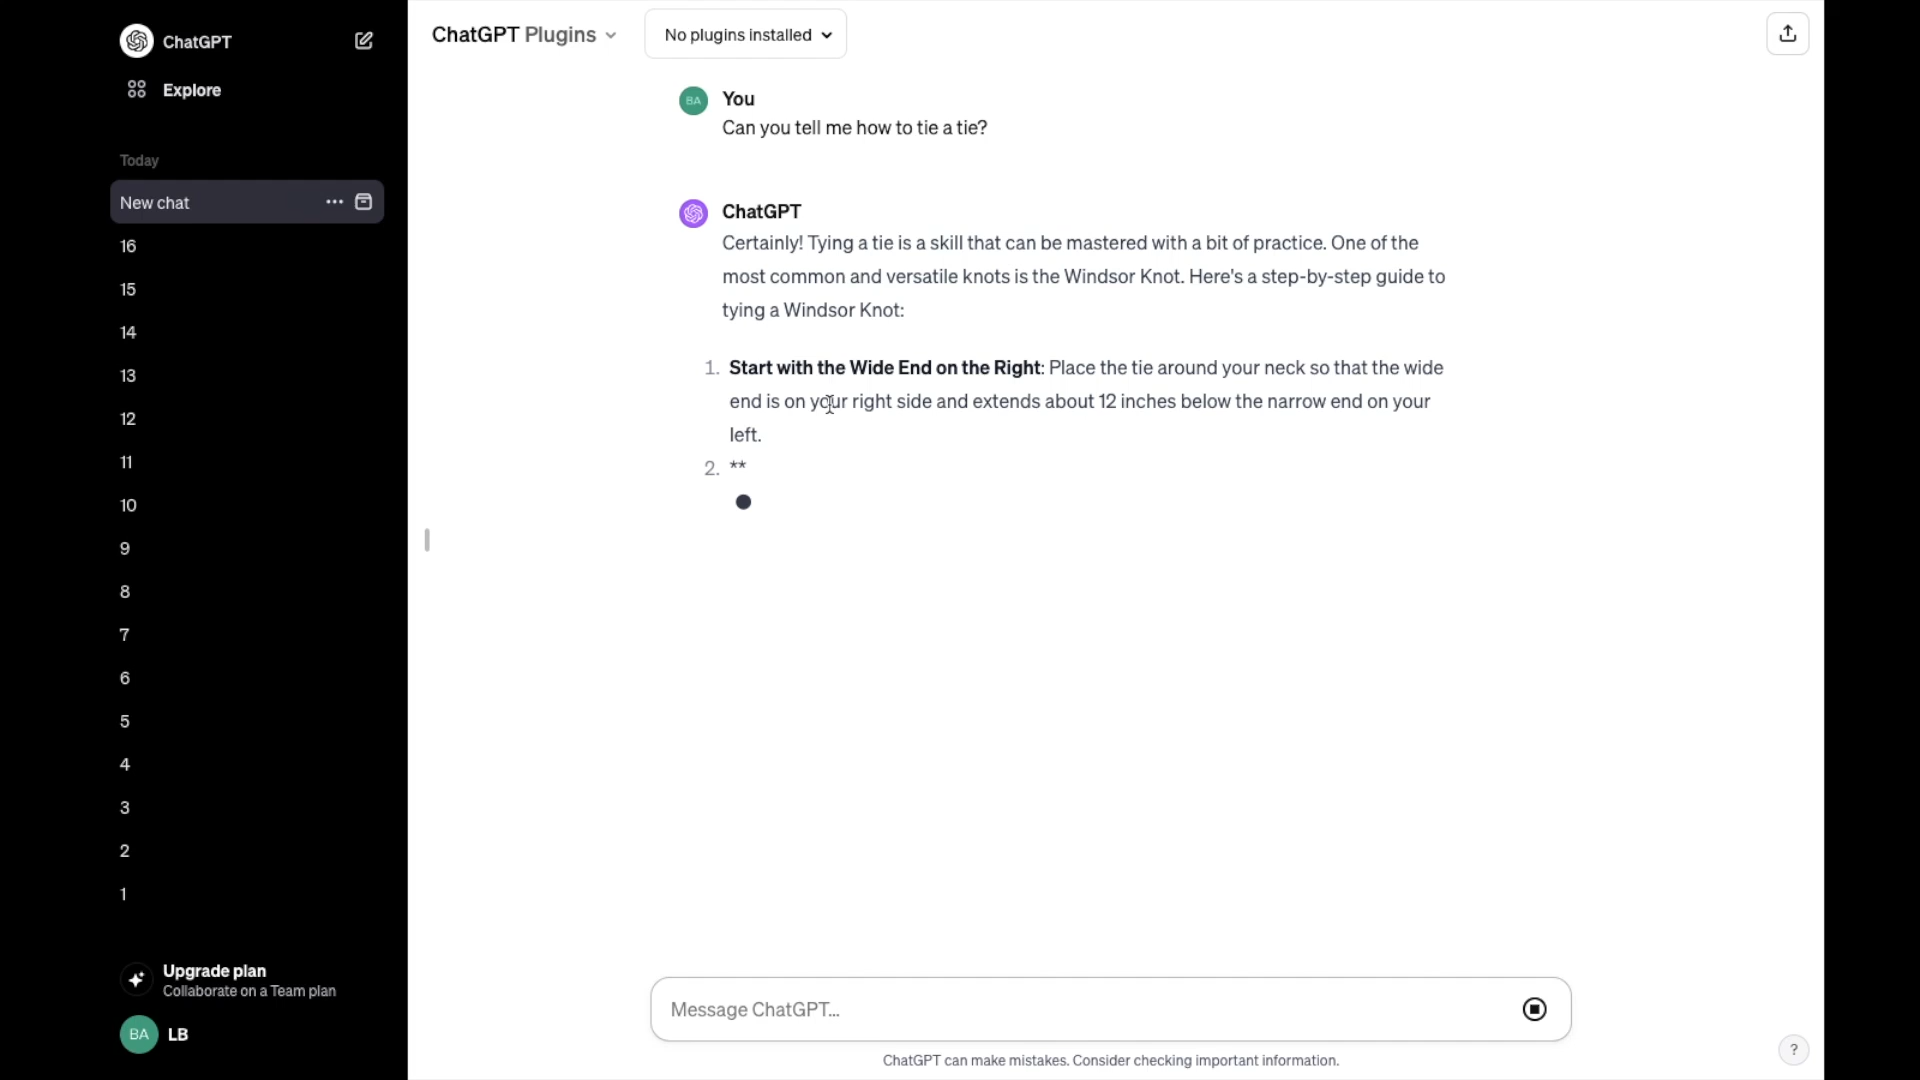 ChatGPT
Explore
Today
New chat
16
15
14
13
12
11
10
9
8
7
6
5
4
3
2
1
Upgrade plan
Collaborate on a Team plan
BA LB
ChatGPT Plugins
No plugins installed
BA You
Can you tell me how to tie a tie?
ChatGPT
Certainly! Tying a tie is a skill that can be mastered with a bit of practice. One of the
most common and versatile knots is the Windsor Knot. Here's a step-by-step guide to
tying a Windsor Knot:
1. Start with the Wide End on the Right: Place the tie around your neck so that the wide
end is on your right side and extends about 12 inches below the narrow end on your
left.
2. **
Message ChatGPT...
ChatGPT can make mistakes. Consider checking important information.
?